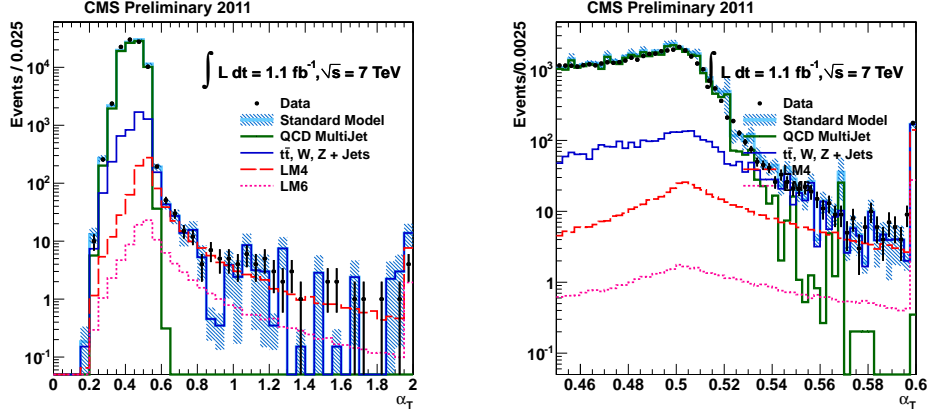 CMS Preliminary 2011
Events / 0.025
10⁴
10³
10²
10
1
10⁻¹
∫ L dt = 1.1 fb⁻¹,√s = 7 TeV
Data
Standard Model
QCD MultiJet
tt̄, W, Z + Jets
LM4
LM6
0 0.2 0.4 0.6 0.8 1 1.2 1.4 1.6 1.8 2
α_T
CMS Preliminary 2011
Events/0.0025
10³
10²
10
1
10⁻¹
∫ L dt = 1.1 fb⁻¹,√s = 7 TeV
Data
Standard Model
QCD MultiJet
tt̄, W, Z + Jets
LM4
0.46 0.48 0.5 0.52 0.54 0.56 0.58 0.6
α_T